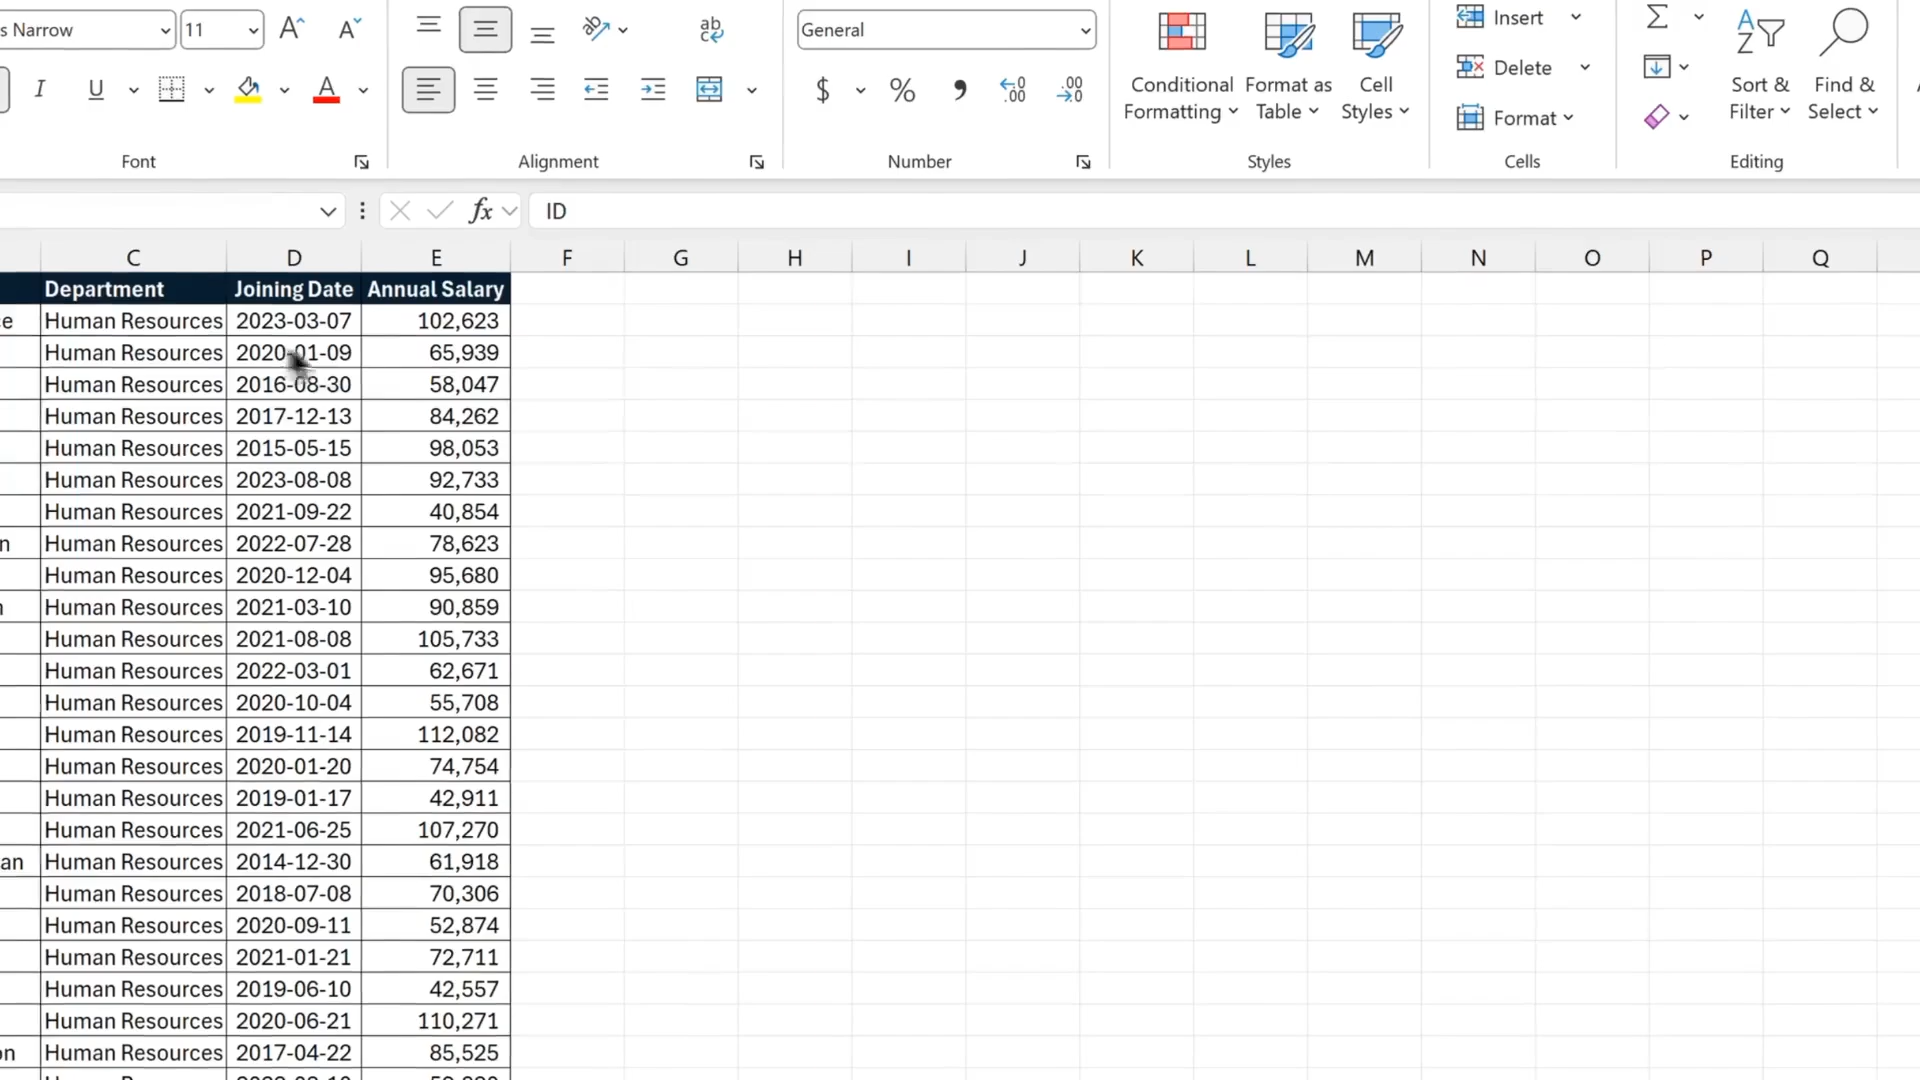 s Narrow 11 General Insert
Conditional Formatting Format as Table Cell Styles Delete Sort & Filter Find & Select
Format
Font Alignment Number Styles Cells Editing
fx ID
C D E F G H I J K L M N O P Q
Department Joining Date Annual Salary
e Human Resources 2023-03-07 102,623
Human Resources 2020-01-09 65,939
Human Resources 2016-08-30 58,047
Human Resources 2017-12-13 84,262
Human Resources 2015-05-15 98,053
Human Resources 2023-08-08 92,733
Human Resources 2021-09-22 40,854
n Human Resources 2022-07-28 78,623
Human Resources 2020-12-04 95,680
Human Resources 2021-03-10 90,859
Human Resources 2021-08-08 105,733
Human Resources 2022-03-01 62,671
Human Resources 2020-10-04 55,708
Human Resources 2019-11-14 112,082
Human Resources 2020-01-20 74,754
Human Resources 2019-01-17 42,911
Human Resources 2021-06-25 107,270
an Human Resources 2014-12-30 61,918
Human Resources 2018-07-08 70,306
Human Resources 2020-09-11 52,874
Human Resources 2021-01-21 72,711
Human Resources 2019-06-10 42,557
Human Resources 2020-06-21 110,271
on Human Resources 2017-04-22 85,525